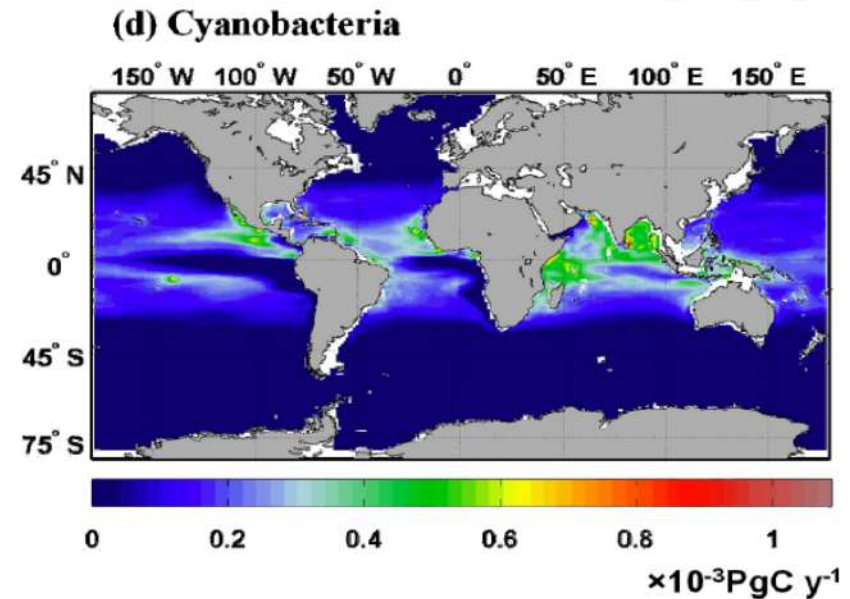 (d) Cyanobacteria
150° W 100° W 50° W 0° 50° E 100° E 150° E
45° N
0°
45° S
75° S
0 0.2 0.4 0.6 0.8 1
×10⁻³PgC y⁻¹